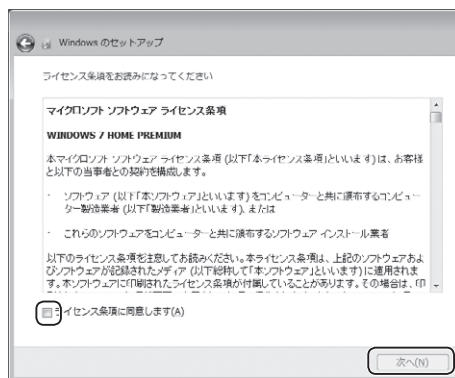 Windows のセットアップ
ライセンス条項をお読みになってください
マイクロソフト ソフトウェア ライセンス条項
WINDOWS 7 HOME PREMIUM
本マイクロソフト ソフトウェア ライセンス条項 (以下「本ライセンス条項」といいます) は、お客様
と以下の当事者との契約を構成します。
· ソフトウェア (以下「本ソフトウェア」といいます) をコンピューターと共に頒布するコンピュー
ター製造業者 (以下「製造業者」といいます)、または
· これらのソフトウェアをコンピューターと共に頒布するソフトウェア インストール業者
以下のライセンス条項を注意してお読みください。本ライセンス条項は、上記のソフトウェアおよ
びソフトウェアが記録されたメディア (以下総称して「本ソフトウェア」といいます) に適用されま
す。本ソフトウェアに印刷されたライセンス条項が付属していることがあります。その場合は、印
イセンス条項に同意します(A)
次へ(N)